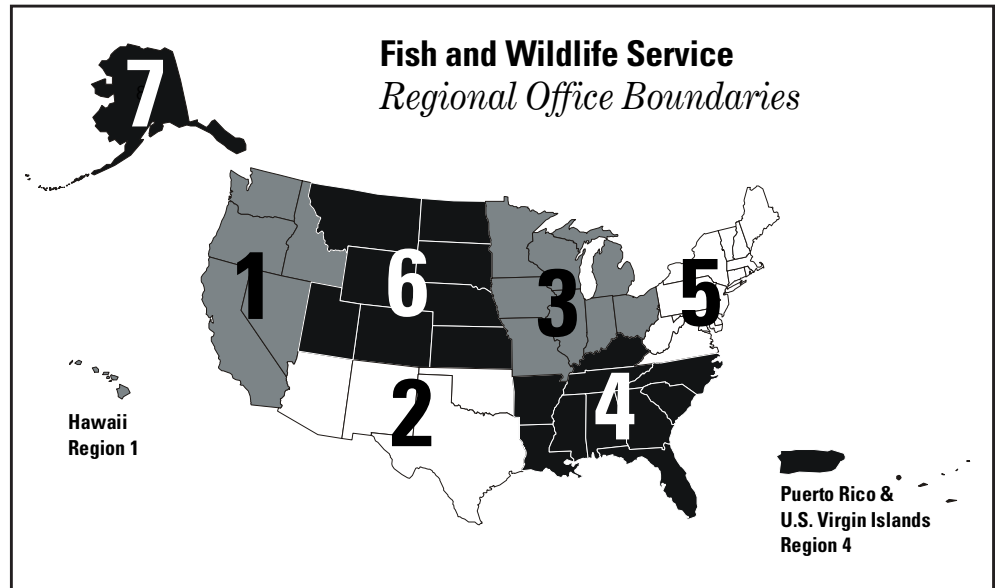 Fish and Wildlife Service
Regional Office Boundaries
7
1
6
3
5
2
4
Hawaii
Region 1
Puerto Rico &
U.S. Virgin Islands
Region 4